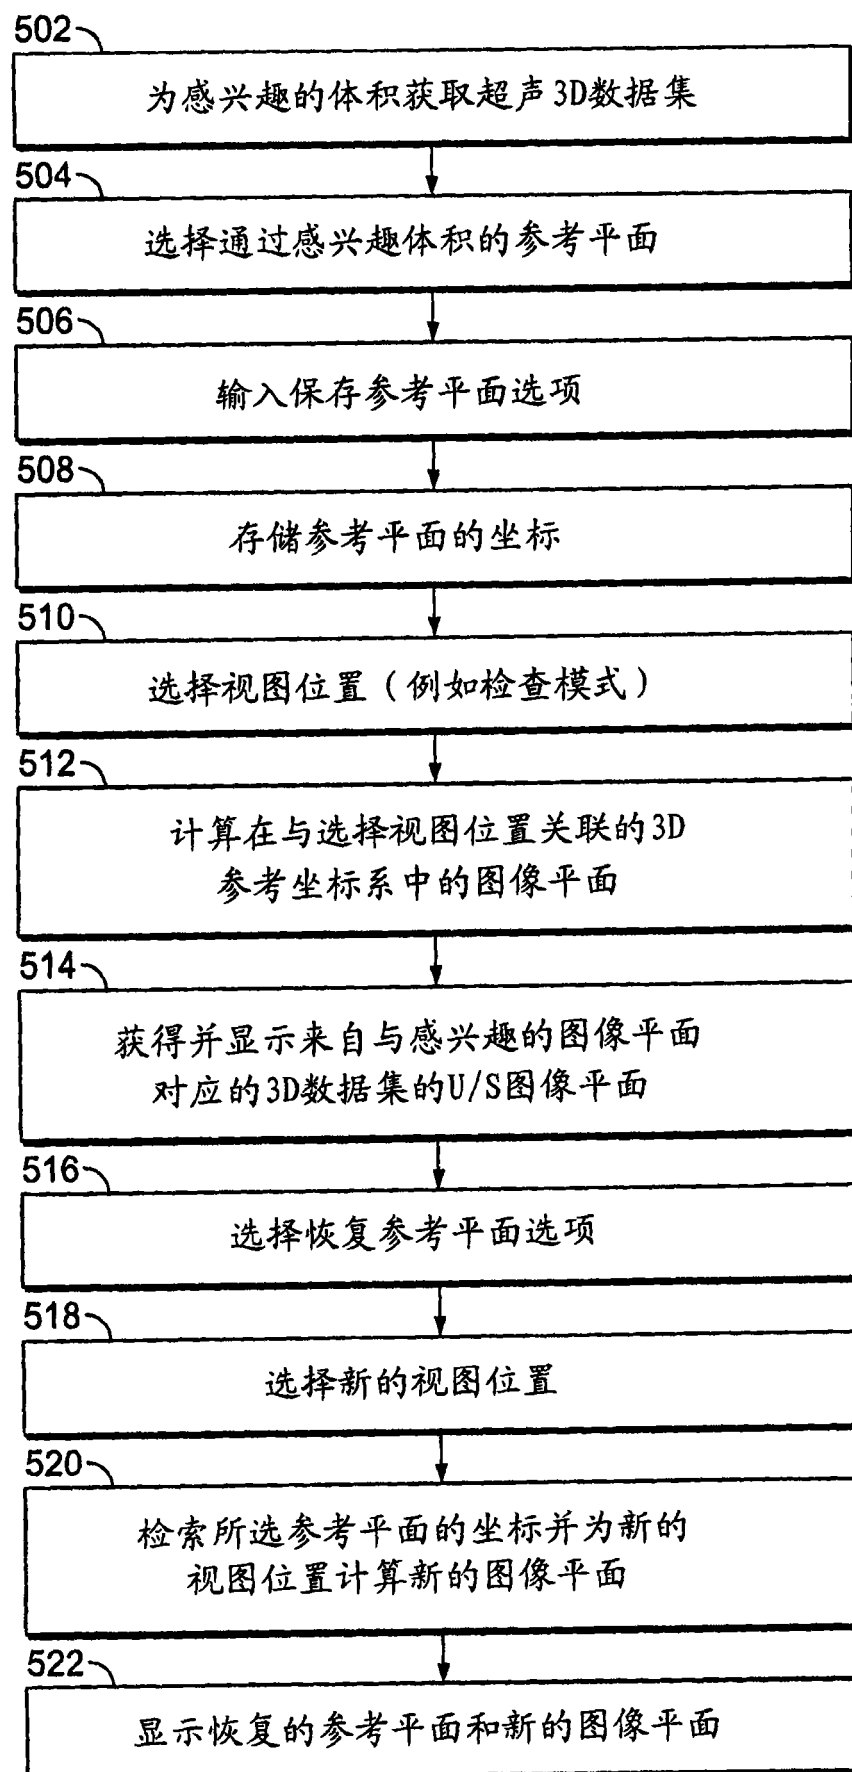 502
为感兴趣的体积获取超声3D数据集
504
选择通过感兴趣体积的参考平面
506
输入保存参考平面选项
508
存储参考平面的坐标
510
选择视图位置(例如检查模式)
512
计算在与选择视图位置关联的3D
参考坐标系中的图像平面
514
获得并显示来自与感兴趣的图像平面
对应的3D数据集的U/S图像平面
516
选择恢复参考平面选项
518
选择新的视图位置
520
检索所选参考平面的坐标并为新的
视图位置计算新的图像平面
522
显示恢复的参考平面和新的图像平面